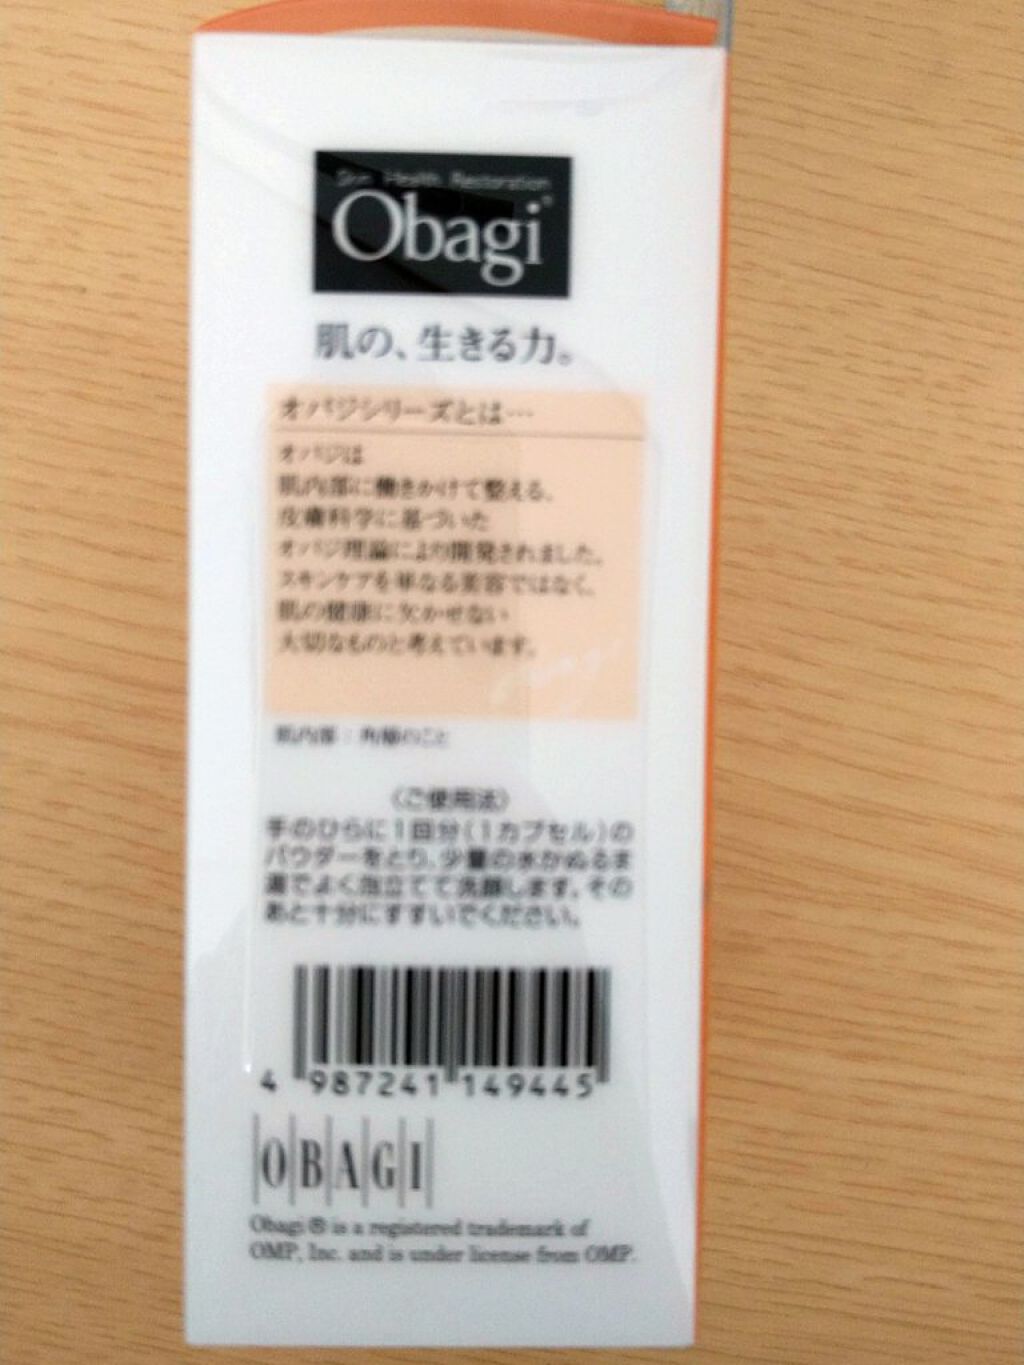 Skin Health Restoration
Obagi®
肌の、生きる力。
オバジシリーズとは…
オバジは
肌内部に働きかけて整える、
皮膚科学に基づいた
オバジ理論により開発されました。
スキンケアを単なる美容ではなく、
肌の健康に欠かせない
大切なものと考えています。
肌内部：角層のこと
〈ご使用法〉
手のひらに1回分(1カプセル)の
パウダーをとり、少量の水かぬるま
湯でよく泡立てて洗顔します。その
あと十分にすすいでください。
4 987241 149445
OBAGI
Obagi ® is a registered trademark of
OMP, Inc. and is under license from OMP.